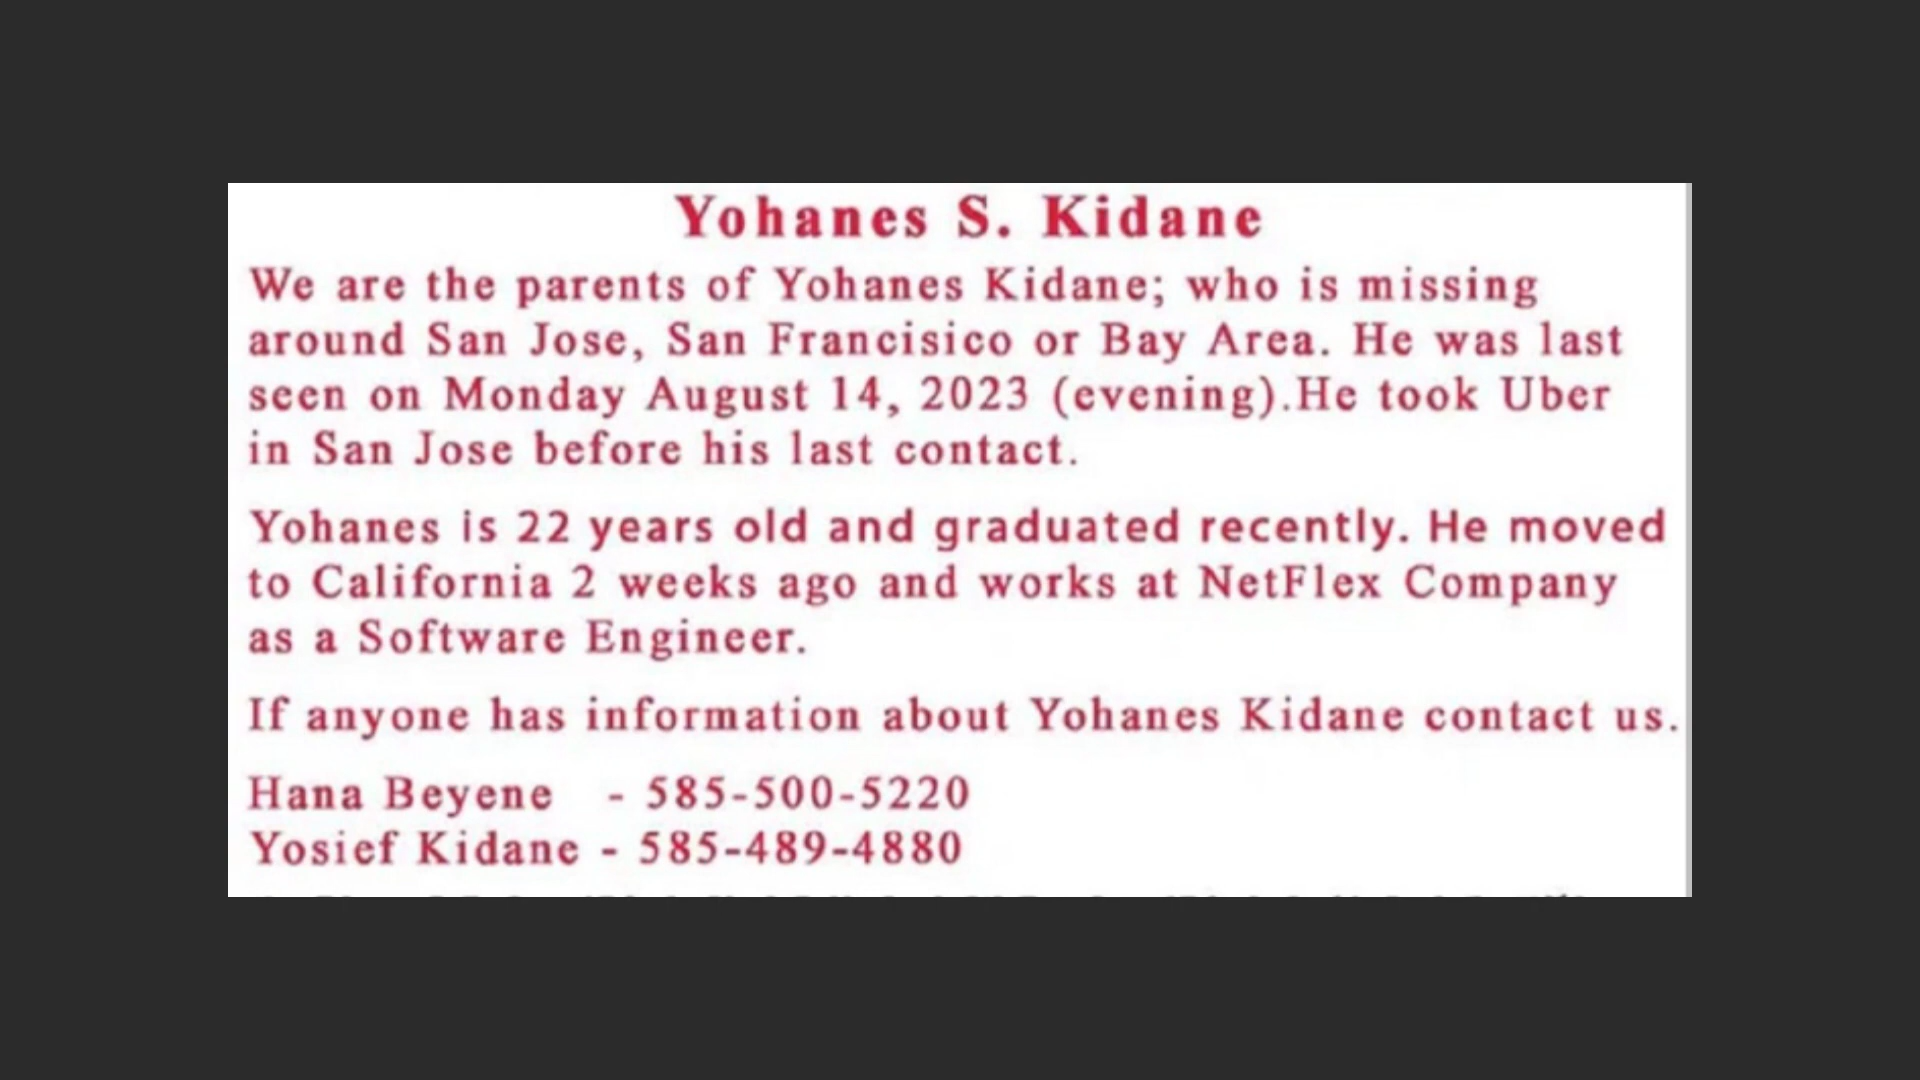 Yohanes S. Kidane
We are the parents of Yohanes Kidane; who is missing
around San Jose, San Francisico or Bay Area. He was last
seen on Monday August 14, 2023 (evening).He took Uber
in San Jose before his last contact.
Yohanes is 22 years old and graduated recently. He moved
to California 2 weeks ago and works at NetFlex Company
as a Software Engineer.
If anyone has information about Yohanes Kidane contact us.
Hana Beyene - 585-500-5220
Yosief Kidane - 585-489-4880